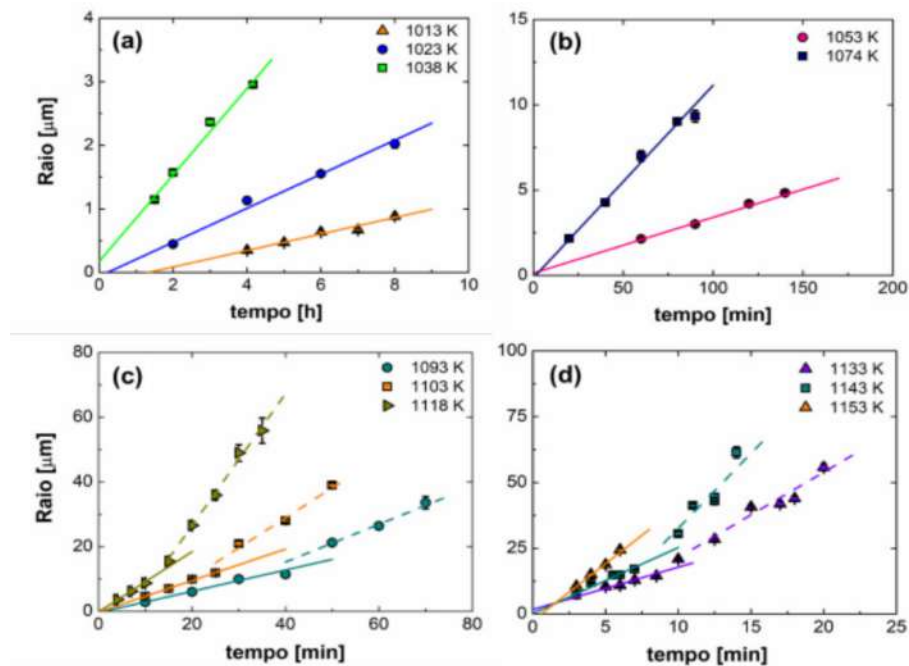 (a)
1013 K
1023 K
1038 K
Raio [µm]
4
3
2
1
0
0 2 4 6 8 10
tempo [h]
(b)
1053 K
1074 K
15
10
5
0
0 50 100 150 200
tempo [min]
(c)
1093 K
1103 K
1118 K
Raio [µm]
80
60
40
20
0
0 20 40 60 80
tempo [min]
(d)
1133 K
1143 K
1153 K
100
75
50
25
0
0 5 10 15 20 25
tempo [min]